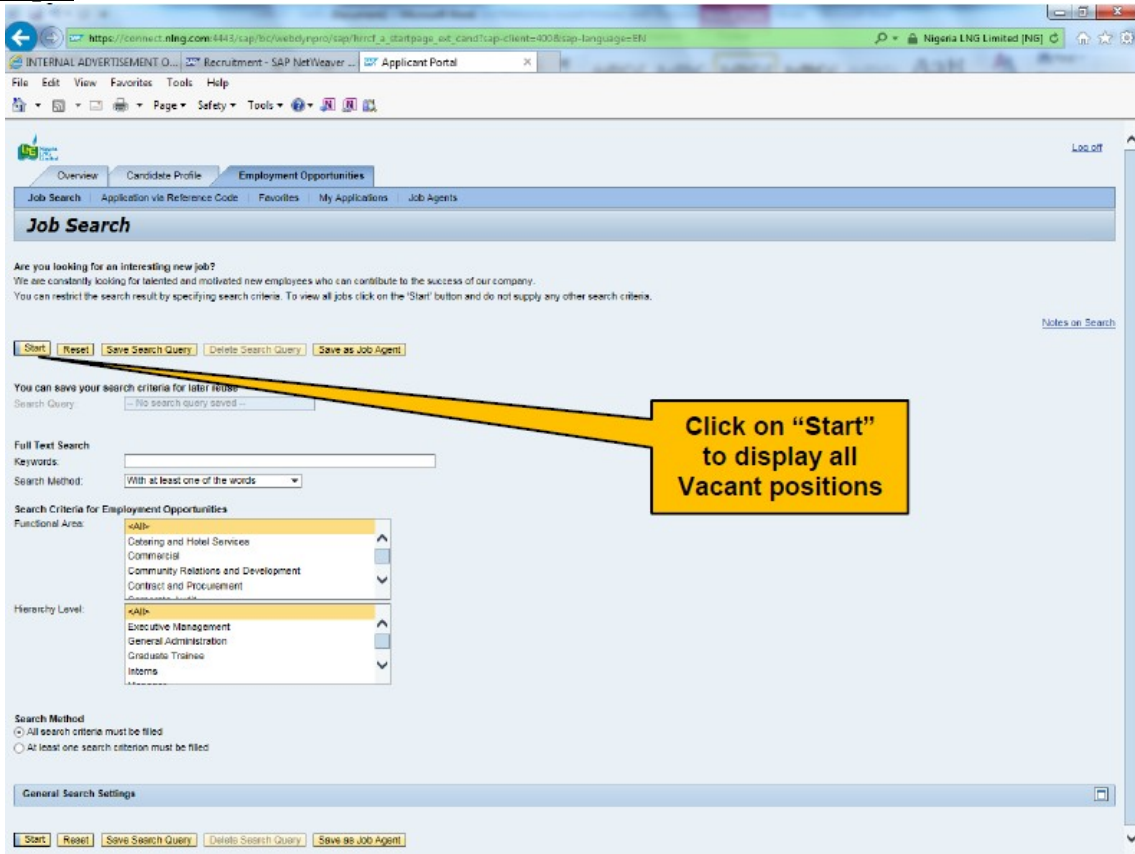 https://connect.nlng.com:4443/sap/bc/webdynpro/sap/hrrcf_a_startpage_ext_cand?sap-client=400&sap-language=EN
Nigeria LNG Limited [NG]
INTERNAL ADVERTISEMENT O...
Recruitment - SAP NetWeaver ...
Applicant Portal
File Edit View Favorites Tools Help
Page Safety Tools
Log off
Overview Candidate Profile Employment Opportunities
Job Search Application via Reference Code Favorites My Applications Job Agents
Job Search
Are you looking for an interesting new job?
We are constantly looking for talented and motivated new employees who can contribute to the success of our company.
You can restrict the search result by specifying search criteria. To view all jobs click on the 'Start' button and do not supply any other search criteria.
Notes on Search
Start Reset Save Search Query Delete Search Query Save as Job Agent
You can save your search criteria for later reuse
Search Query: -- No search query saved --
Click on “Start”
to display all
Vacant positions
Full Text Search
Keywords:
Search Method: With at least one of the words
Search Criteria for Employment Opportunities
Functional Area: <All>
Catering and Hotel Services
Commercial
Community Relations and Development
Contract and Procurement
Corporate Audit
Hierarchy Level: <All>
Executive Management
General Administration
Graduate Trainee
Interns
Manager
Search Method
All search criteria must be filled
At least one search criterion must be filled
General Search Settings
Start Reset Save Search Query Delete Search Query Save as Job Agent